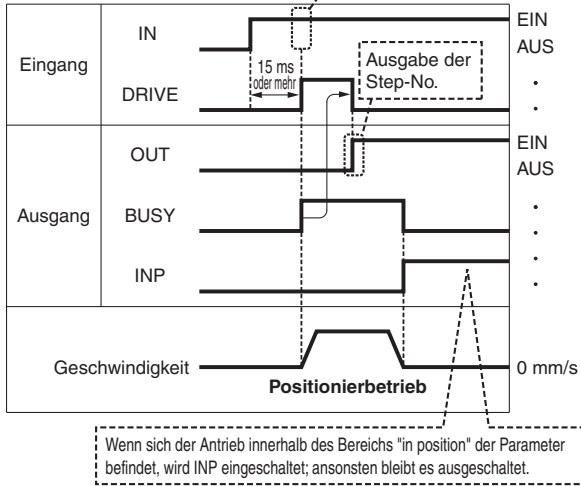 IN
EIN
AUS
Eingang
15 ms
oder mehr
Ausgabe der
Step-No.
DRIVE
OUT
EIN
AUS
Ausgang
BUSY
INP
Geschwindigkeit
0 mm/s
Positionierbetrieb
Wenn sich der Antrieb innerhalb des Bereichs "in position" der Parameter
befindet, wird INP eingeschaltet; ansonsten bleibt es ausgeschaltet.